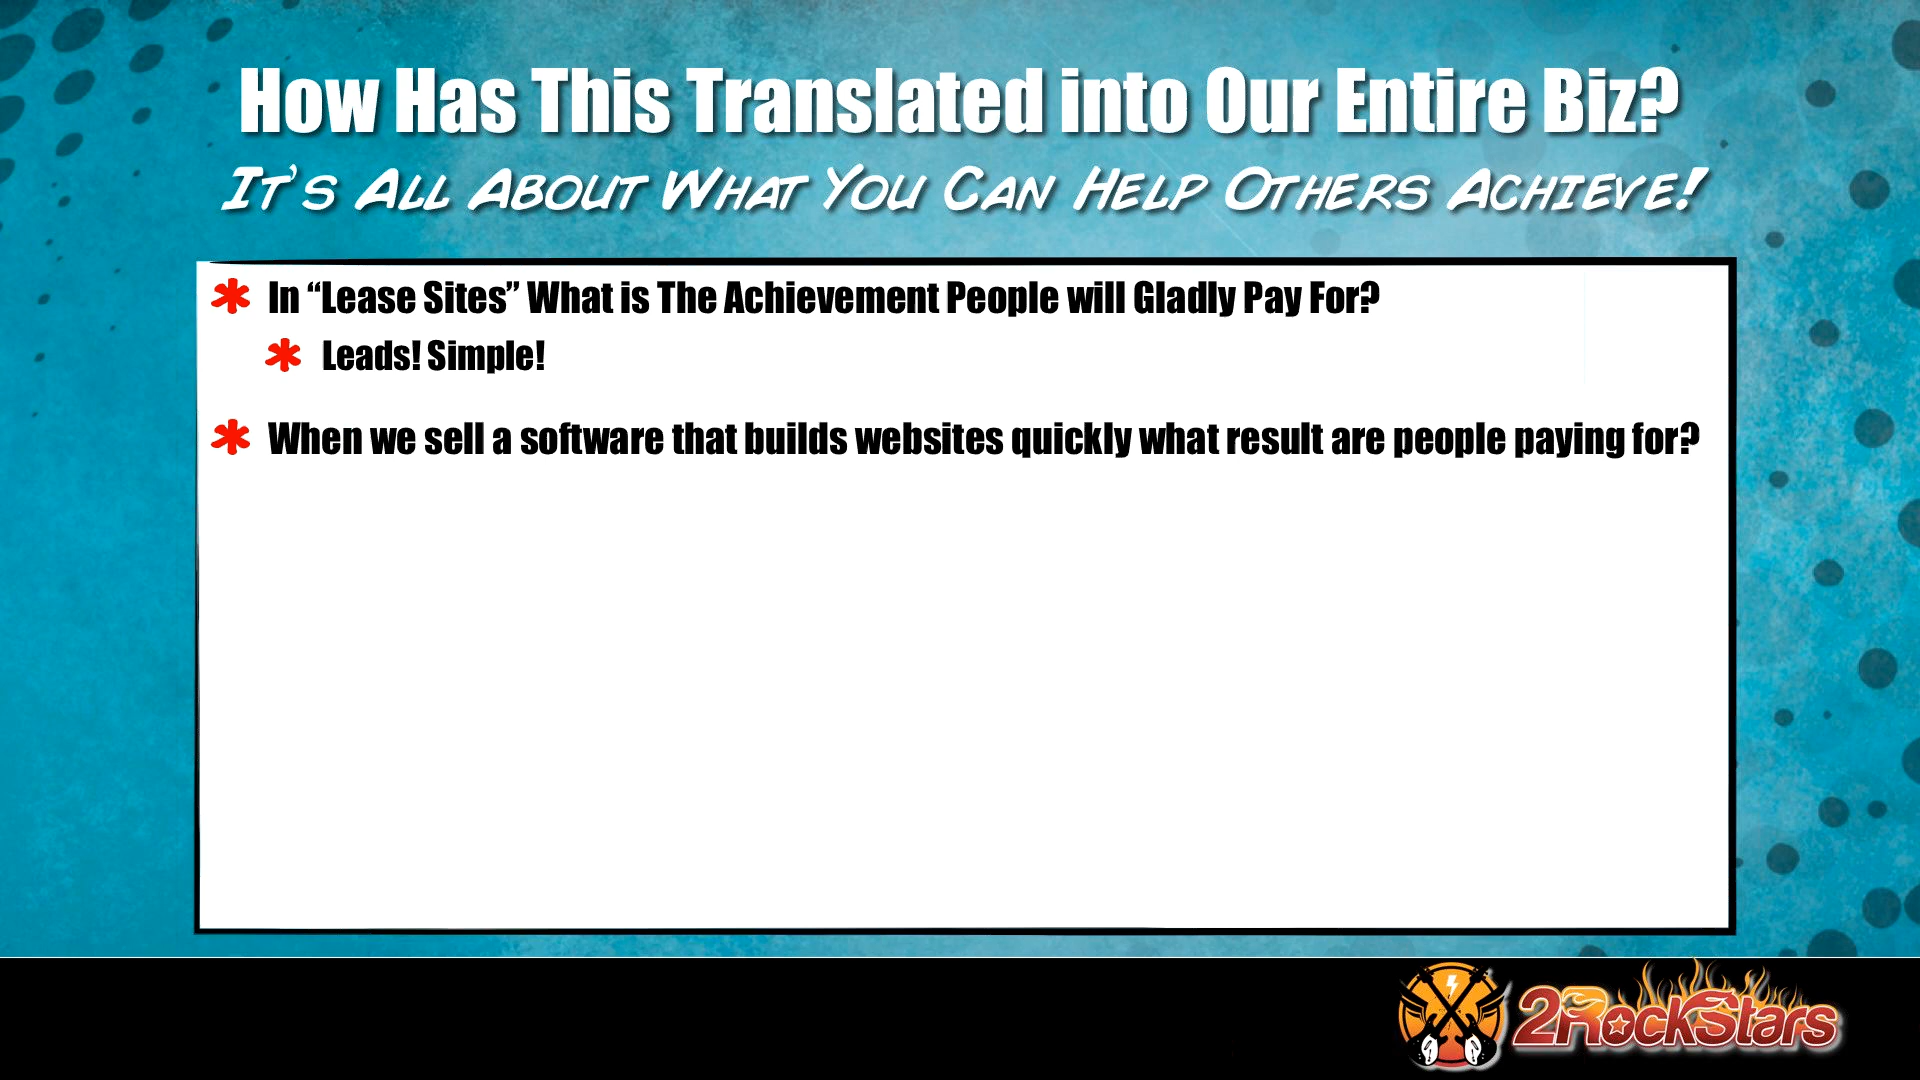 How Has This Translated into Our Entire Biz?
It's All About What You Can Help Others Achieve!
In “Lease Sites” What is The Achievement People will Gladly Pay For?
Leads! Simple!
When we sell a software that builds websites quickly what result are people paying for?
2RockStars